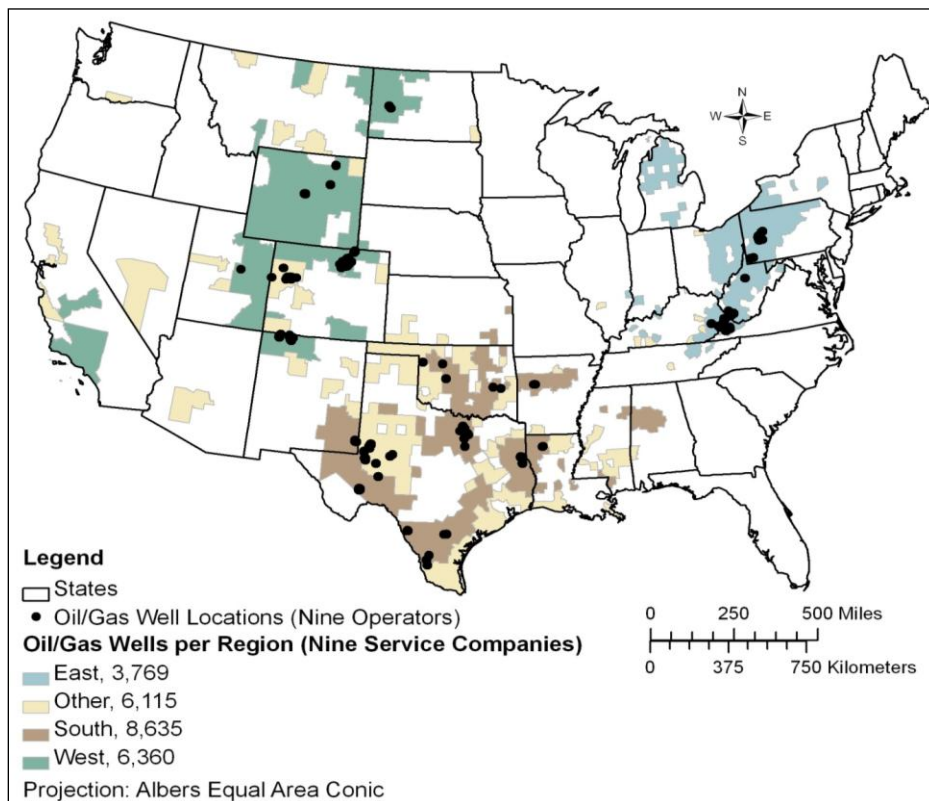 N
W E
S
Legend
States
Oil/Gas Well Locations (Nine Operators)
Oil/Gas Wells per Region (Nine Service Companies)
East, 3,769
Other, 6,115
South, 8,635
West, 6,360
Projection: Albers Equal Area Conic
0 250 500 Miles
0 375 750 Kilometers